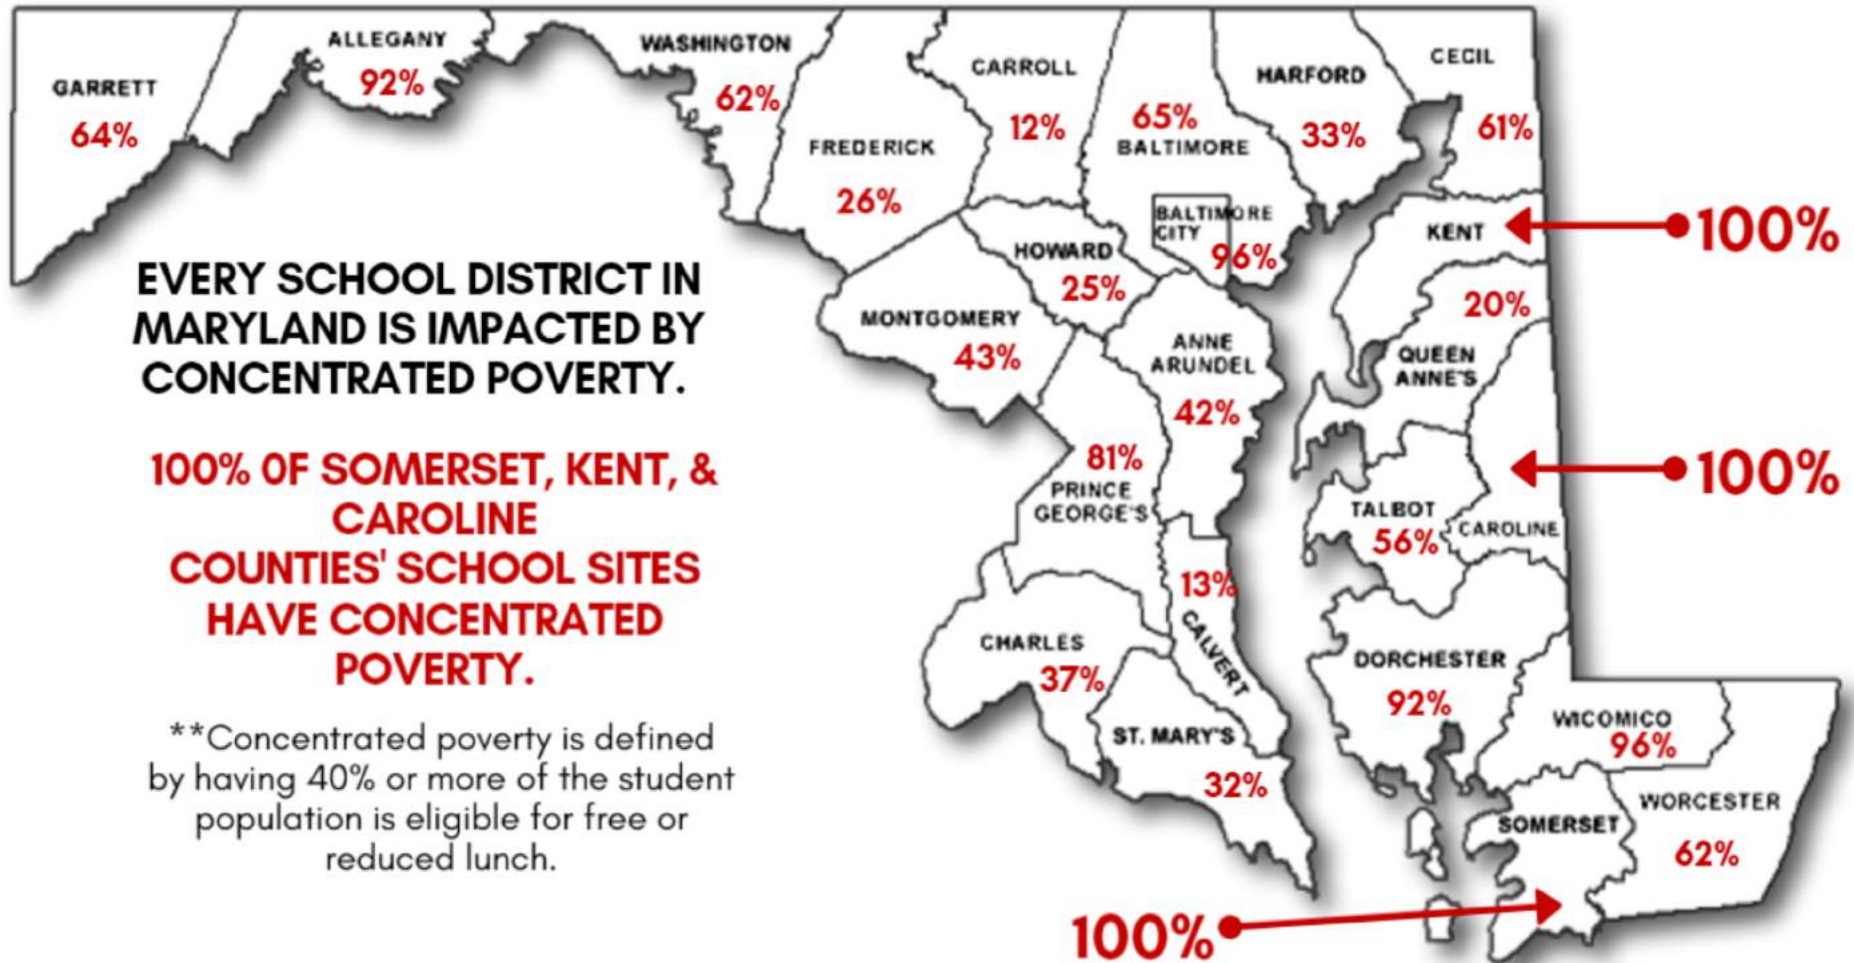 GARRETT
64%
ALLEGANY
92%
WASHINGTON
62%
FREDERICK
26%
CARROLL
12%
65%
BALTIMORE
BALTIMORE
CITY
96%
HARFORD
33%
CECIL
61%
KENT
100%
HOWARD
25%
MONTGOMERY
43%
ANNE
ARUNDEL
42%
20%
QUEEN
ANNE'S
EVERY SCHOOL DISTRICT IN
MARYLAND IS IMPACTED BY
CONCENTRATED POVERTY.
100% OF SOMERSET, KENT, &
CAROLINE
COUNTIES' SCHOOL SITES
HAVE CONCENTRATED
POVERTY.
**Concentrated poverty is defined
by having 40% or more of the student
population is eligible for free or
reduced lunch.
81%
PRINCE
GEORGE'S
TALBOT
56%
CAROLINE
100%
13%
CALVERT
CHARLES
37%
ST. MARY'S
32%
DORCHESTER
92%
WICOMICO
96%
SOMERSET
100%
WORCESTER
62%